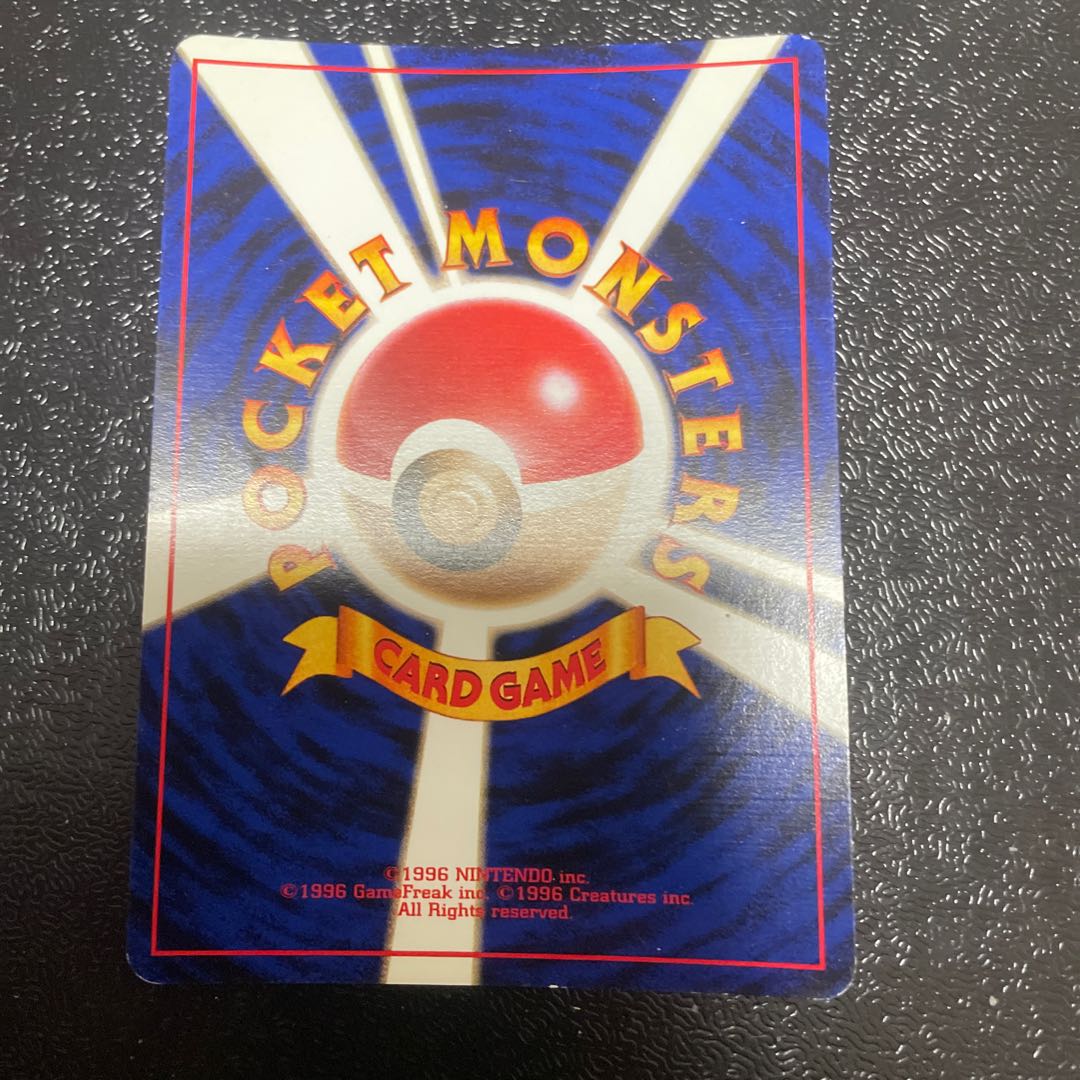 POCKET MONSTERS
CARD GAME
©1996 NINTENDO. inc.
©1996 GameFreak inc. ©1996 Creatures inc.
All Rights reserved.